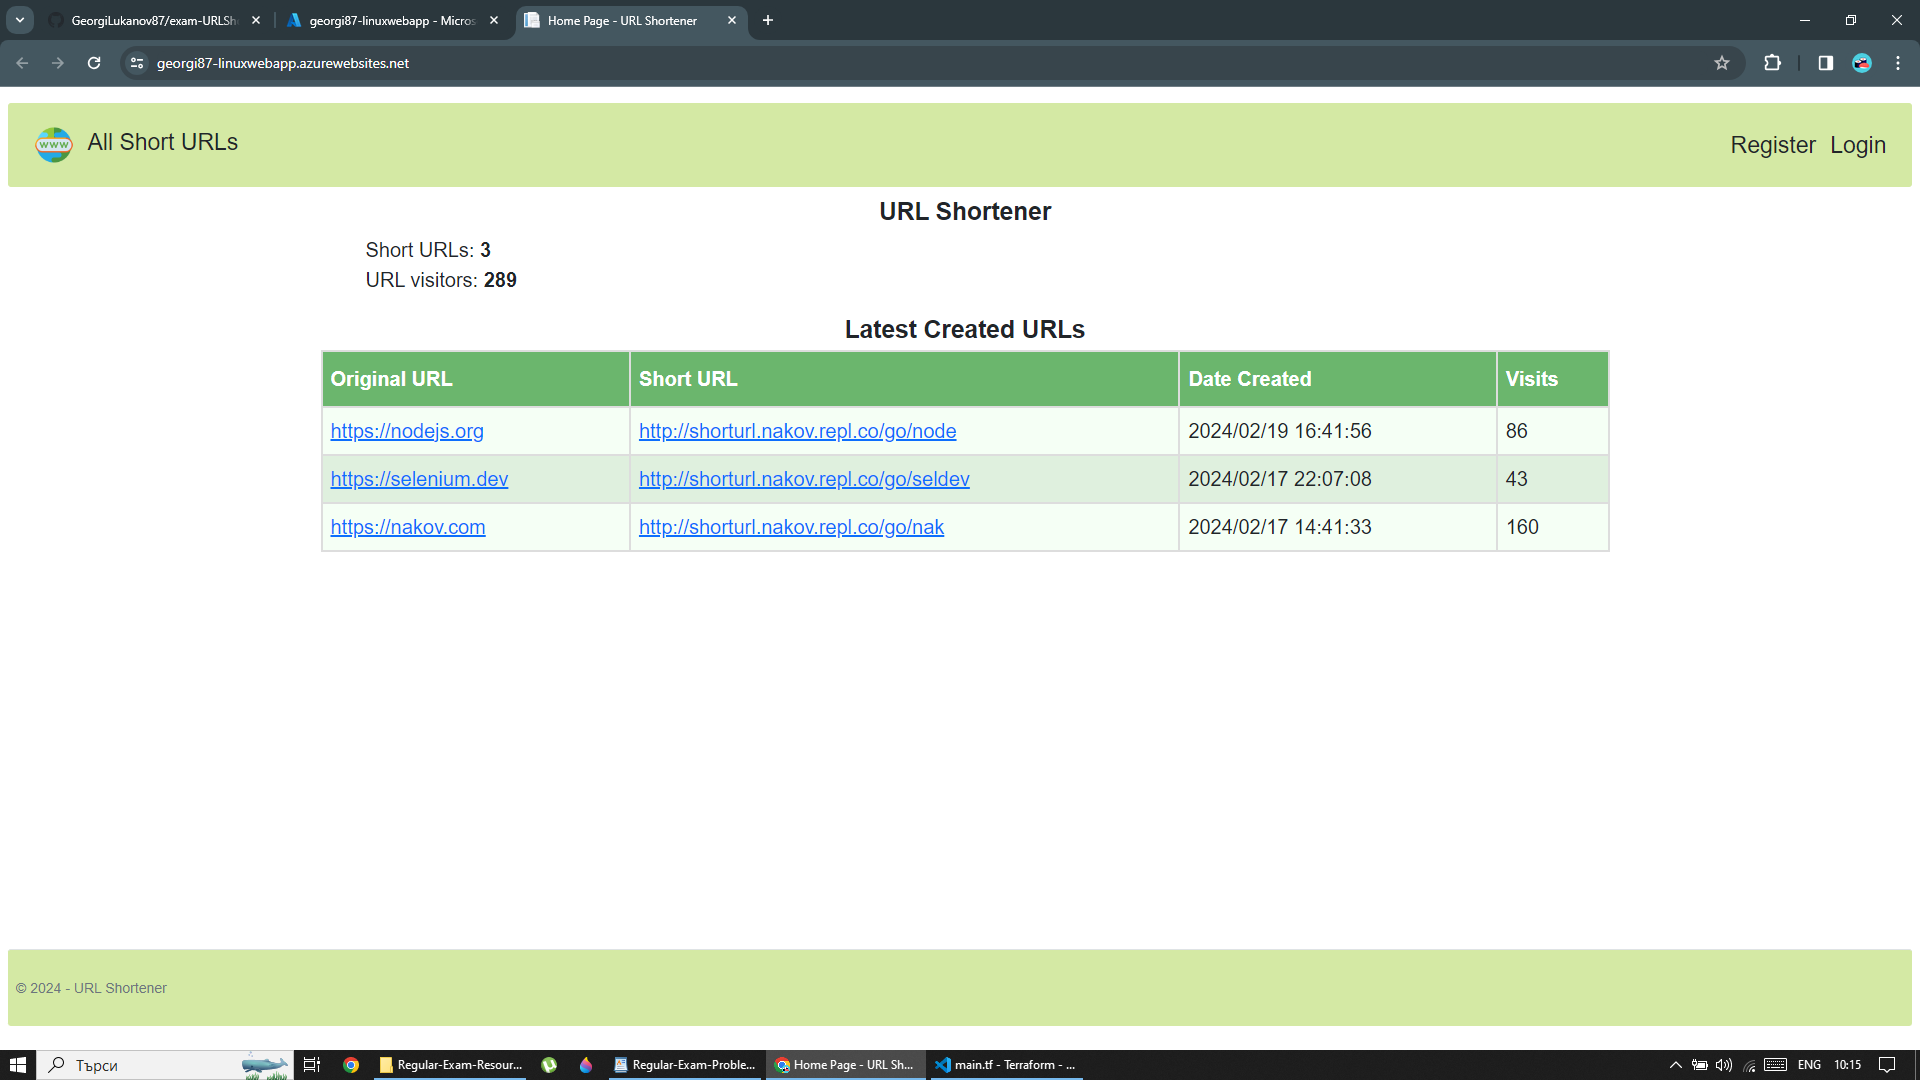 GeorgiLukanov87/exam-URLSh
georgi87-linuxwebapp - Micros
Home Page - URL Shortener
georgi87-linuxwebapp.azurewebsites.net
WWW
All Short URLs
Register Login
URL Shortener
Short URLs: 3
URL visitors: 289
Latest Created URLs
Original URL Short URL Date Created Visits
https://nodejs.org http://shorturl.nakov.repl.co/go/node 2024/02/19 16:41:56 86
https://selenium.dev http://shorturl.nakov.repl.co/go/seldev 2024/02/17 22:07:08 43
https://nakov.com http://shorturl.nakov.repl.co/go/nak 2024/02/17 14:41:33 160
© 2024 - URL Shortener
Търси
Regular-Exam-Resour...
Regular-Exam-Proble...
Home Page - URL Sh...
main.tf - Terraform - ...
ENG
10:15